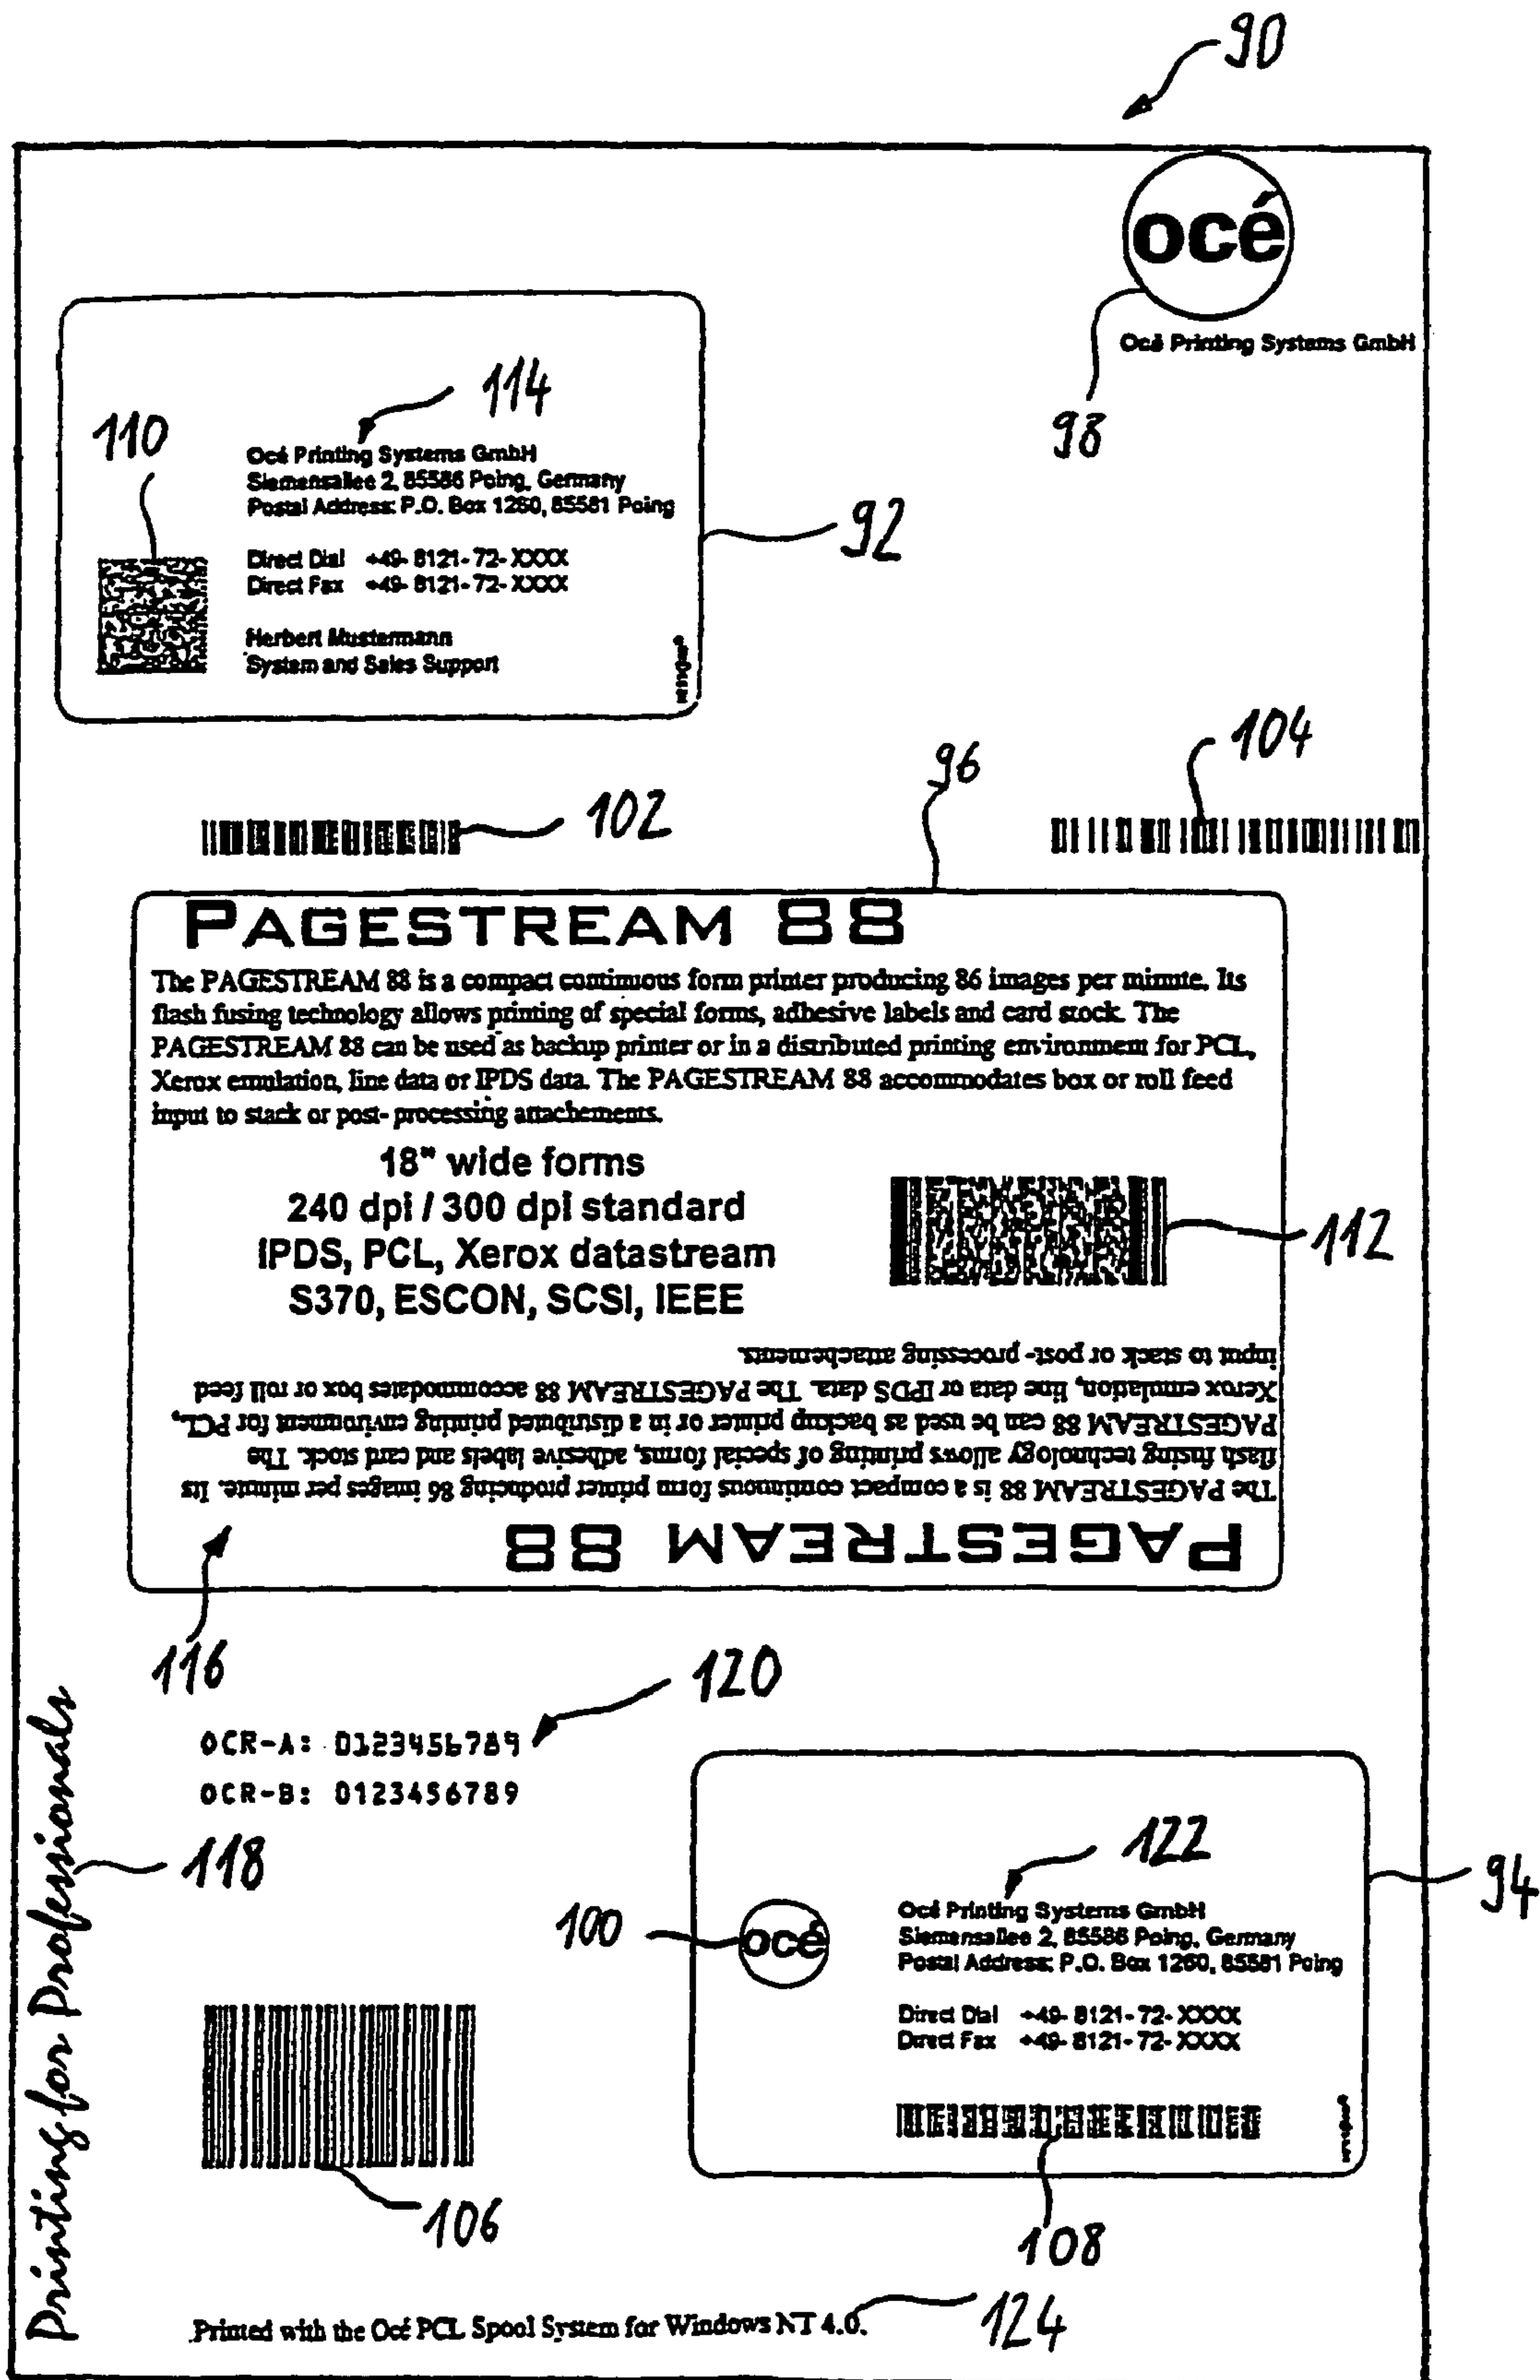 90
océ
Océ Printing Systems GmbH
98
114
110
Océ Printing Systems GmbH
Siemensallee 2, 85586 Poing, Germany
Postal Address: P.O. Box 1260, 85581 Poing
92
Direct Dial +49- 8121-72-XXXX
Direct Fax +49- 8121-72-XXXX
Herbert Mustermann
System and Sales Support
104
96
102
PAGESTREAM 88
The PAGESTREAM 88 is a compact continuous form printer producing 86 images per minute. Its
flash fusing technology allows printing of special forms, adhesive labels and card stock. The
PAGESTREAM 88 can be used as backup printer or in a distributed printing environment for PCL,
Xerox emulation, line data or IPDS data. The PAGESTREAM 88 accommodates box or roll feed
input to stack or post- processing attachements.
18" wide forms
240 dpi / 300 dpi standard
IPDS, PCL, Xerox datastream
S370, ESCON, SCSI, IEEE
112
PAGESTREAM 88
The PAGESTREAM 88 is a compact continuous form printer producing 86 images per minute. Its
flash fusing technology allows printing of special forms, adhesive labels and card stock. The
PAGESTREAM 88 can be used as backup printer or in a distributed printing environment for PCL,
Xerox emulation, line data or IPDS data. The PAGESTREAM 88 accommodates box or roll feed
input to stack or post- processing attachements.
116
120
OCR-A: 0123456789
OCR-B: 0123456789
Printing for Professionals
118
122
94
100
océ
Océ Printing Systems GmbH
Siemensallee 2, 85586 Poing, Germany
Postal Address: P.O. Box 1260, 85581 Poing
Direct Dial +49- 8121-72-XXXX
Direct Fax +49- 8121-72-XXXX
106
108
Printed with the Océ PCL Spool System for Windows NT 4.0.
124